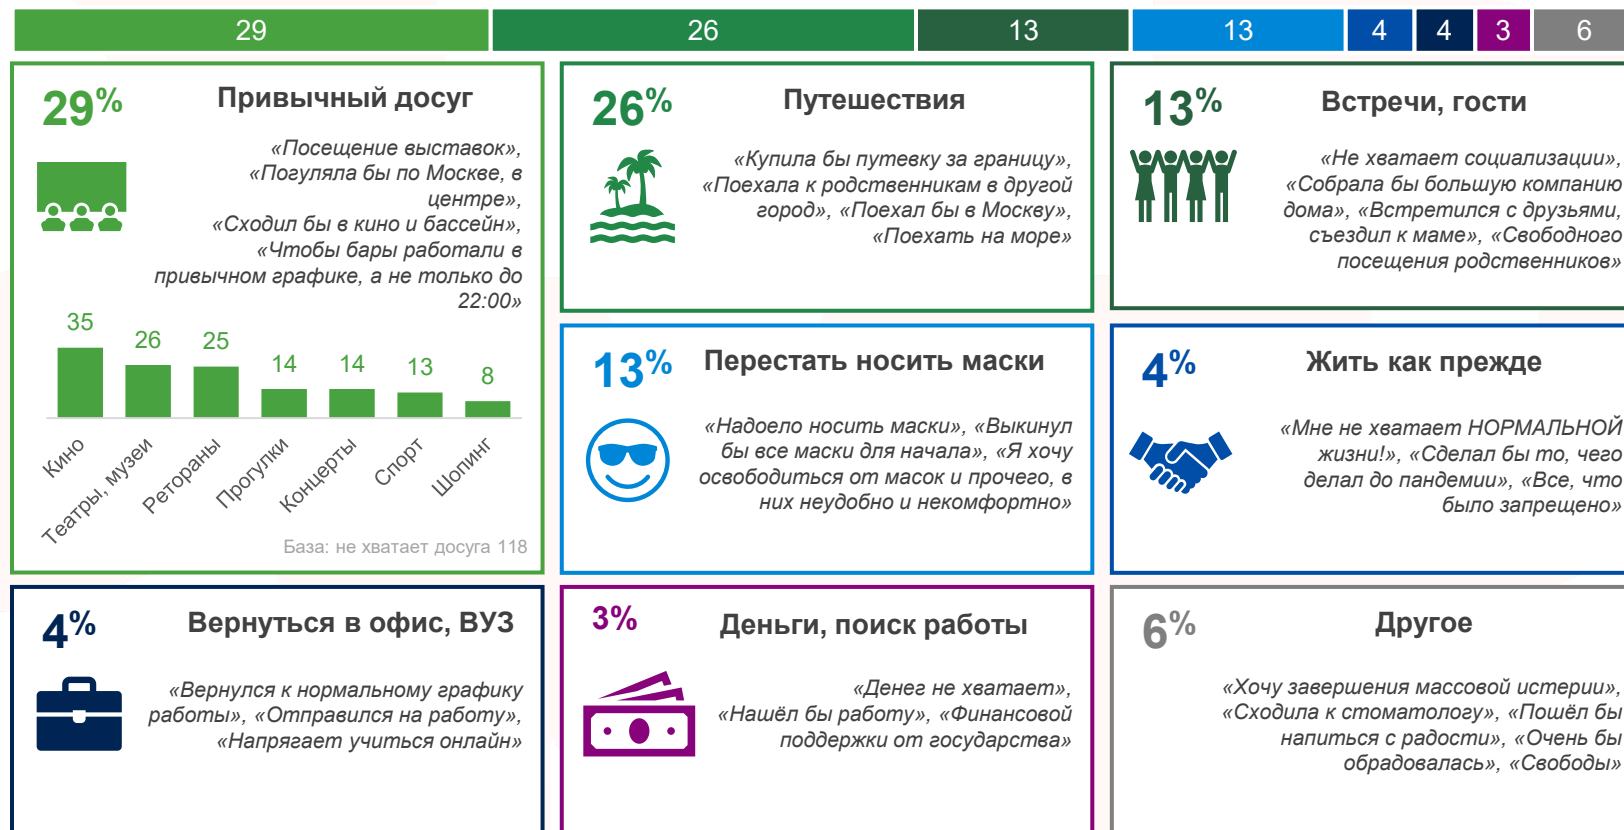 29 26 13 13 4 4 3 6
29%
Привычный досуг
«Посещение выставок»,
«Погуляла бы по Москве, в
центре»,
«Сходил бы в кино и бассейн»,
«Чтобы бары работали в
привычном графике, а не только до
22:00»
35 26 25 14 14 13 8
Кино
Театры, музеи
Ретораны
Прогулки
Концерты
Спорт
Шопинг
База: не хватает досуга 118
26%
Путешествия
«Купила бы путевку за границу»,
«Поехала к родственникам в другой
город», «Поехал бы в Москву»,
«Поехать на море»
13%
Встречи, гости
«Не хватает социализации»,
«Собрала бы большую компанию
дома», «Встретился с друзьями,
съездил к маме», «Свободного
посещения родственников»
13%
Перестать носить маски
«Надоело носить маски», «Выкинул
бы все маски для начала», «Я хочу
освободиться от масок и прочего, в
них неудобно и некомфортно»
4%
Жить как прежде
«Мне не хватает НОРМАЛЬНОЙ
жизни!», «Сделал бы то, чего
делал до пандемии», «Все, что
было запрещено»
4%
Вернуться в офис, ВУЗ
«Вернулся к нормальному графику
работы», «Отправился на работу»,
«Напрягает учиться онлайн»
3%
Деньги, поиск работы
«Денег не хватает»,
«Нашёл бы работу», «Финансовой
поддержки от государства»
6%
Другое
«Хочу завершения массовой истерии»,
«Сходила к стоматологу», «Пошёл бы
напиться с радости», «Очень бы
обрадовалась», «Свободы»